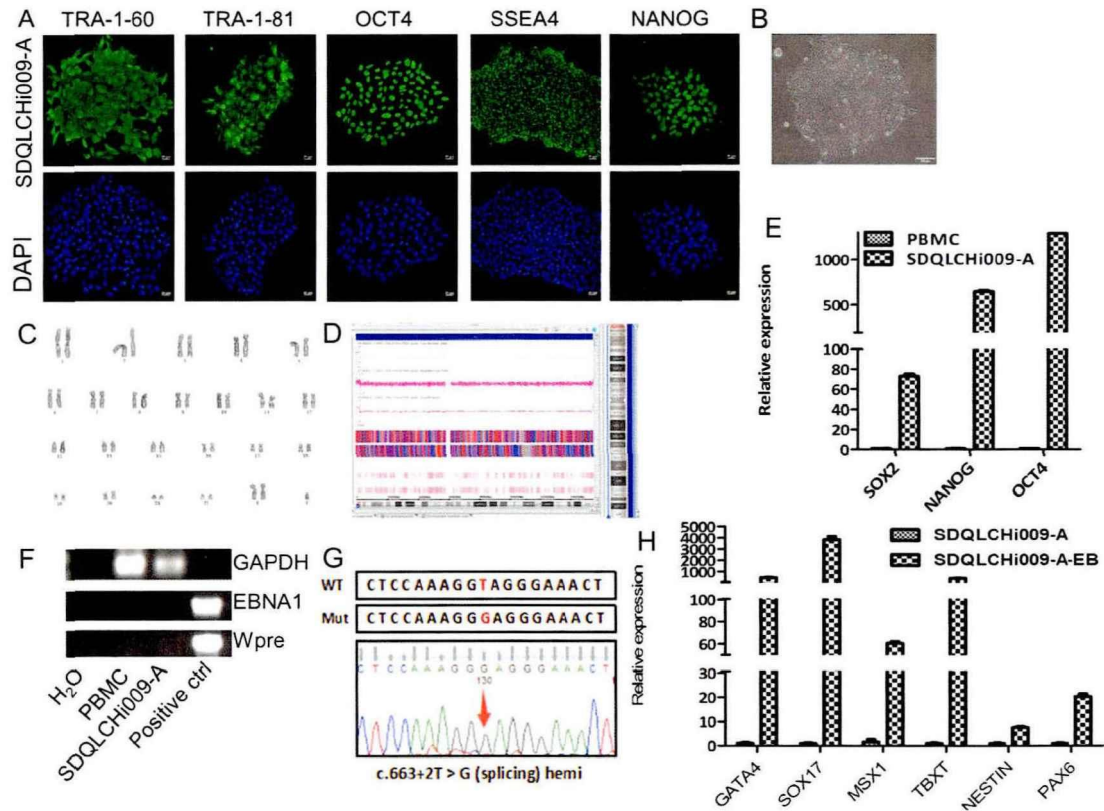 A
TRA-1-60 TRA-1-81 OCT4 SSEA4 NANOG
SDQLCHi009-A
DAPI
B
C
D
E
PBMC
SDQLCHi009-A
Relative expression
1000
500
100
80
60
40
20
0
SOX2 NANOG OCT4
F
GAPDH
EBNA1
Wpre
H₂O PBMC SDQLCHi009-A Positive ctrl
G
WT CTCCAAAGGTAGGGAAACT
Mut CTCCAAAGGGAGGGAAACT
CTCCAAAGGGAGGGAAACT
130
c.663+2T > G (splicing) hemi
H
SDQLCHi009-A
SDQLCHi009-A-EB
Relative expression
5000
4000
3000
2000
1000
100
80
60
30
20
10
0
GATA4 SOX17 MSX1 TBXT NESTIN PAX6